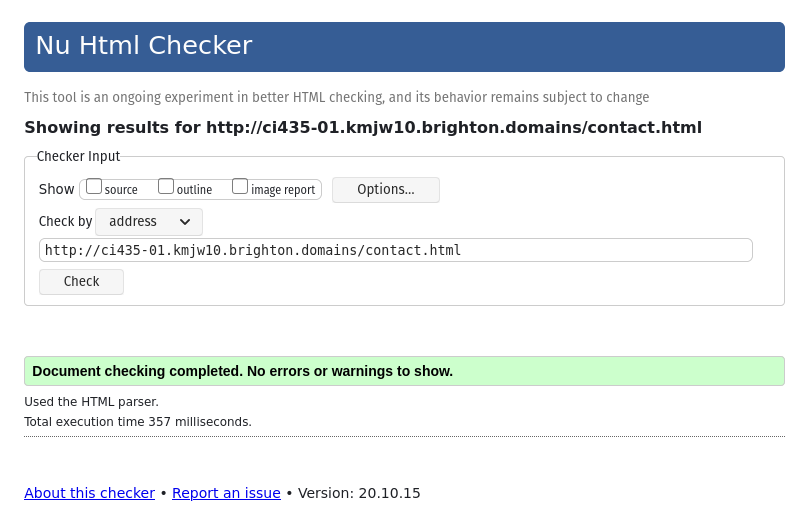 Nu Html Checker
This tool is an ongoing experiment in better HTML checking, and its behavior remains subject to change
Showing results for http://ci435-01.kmjw10.brighton.domains/contact.html
Checker Input
Show source outline image report Options...
Check by address
http://ci435-01.kmjw10.brighton.domains/contact.html
Check
Document checking completed. No errors or warnings to show.
Used the HTML parser.
Total execution time 357 milliseconds.
About this checker • Report an issue • Version: 20.10.15